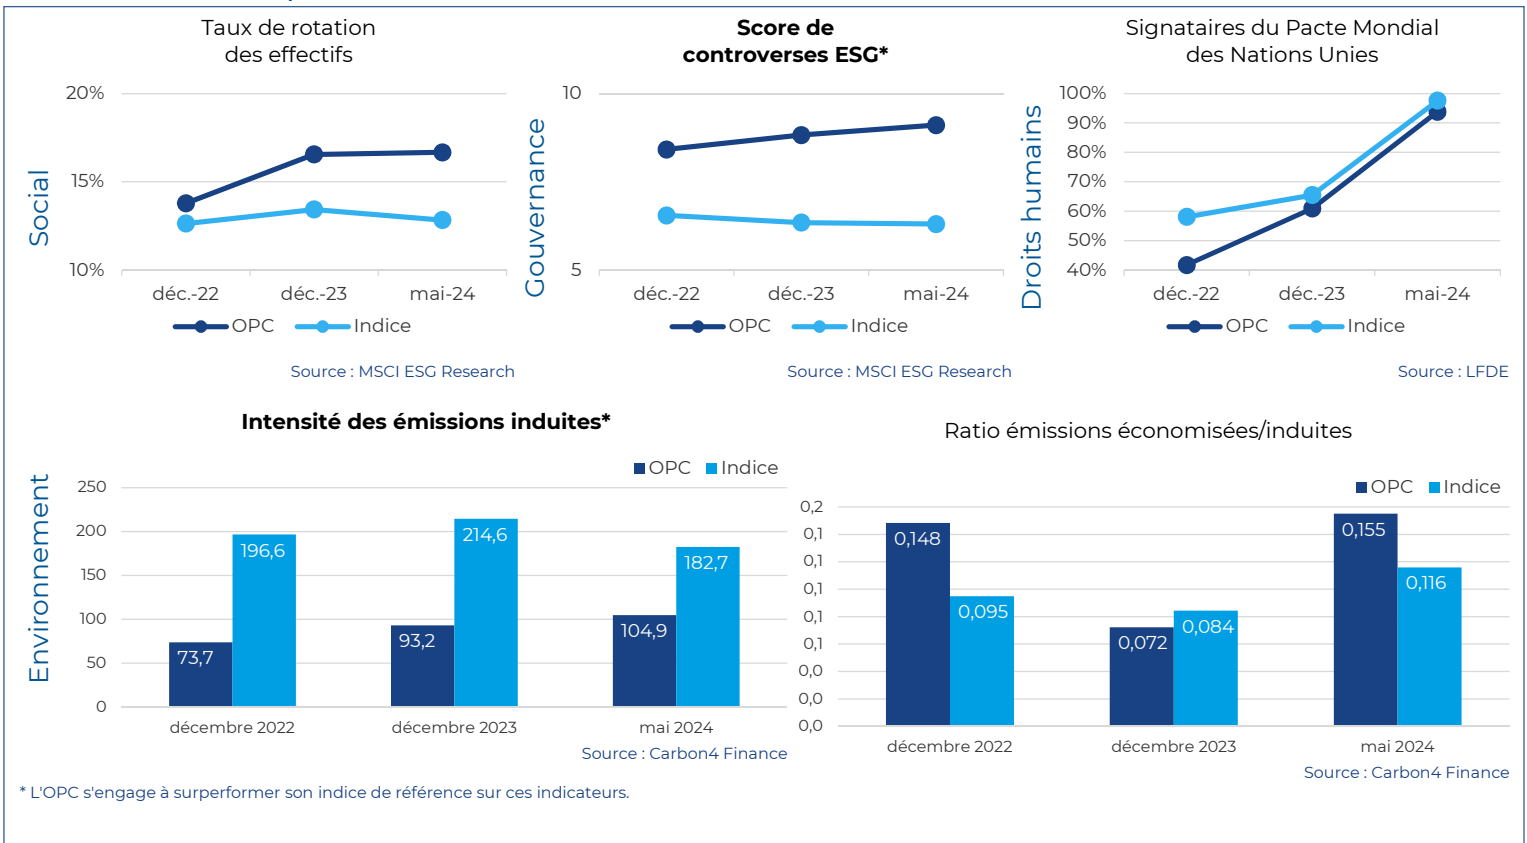 Taux de rotation
des effectifs
Social
20%
15%
10%
déc.-22 déc.-23 mai-24
OPC Indice
Source : MSCI ESG Research
Score de
controverses ESG*
Gouvernance
10
5
déc.-22 déc.-23 mai-24
OPC Indice
Source : MSCI ESG Research
Signataires du Pacte Mondial
des Nations Unies
Droits humains
100%
90%
80%
70%
60%
50%
40%
déc.-22 déc.-23 mai-24
OPC Indice
Source : LFDE
Intensité des émissions induites*
OPC Indice
Environnement
250
200
150
100
50
0
73,7 196,6
93,2 214,6
104,9 182,7
décembre 2022 décembre 2023 mai 2024
Source : Carbon4 Finance
Ratio émissions économisées/induites
OPC Indice
0,2
0,1
0,1
0,1
0,1
0,1
0,0
0,0
0,0
0,148 0,095
0,072 0,084
0,155 0,116
décembre 2022 décembre 2023 mai 2024
Source : Carbon4 Finance
* L'OPC s'engage à surperformer son indice de référence sur ces indicateurs.